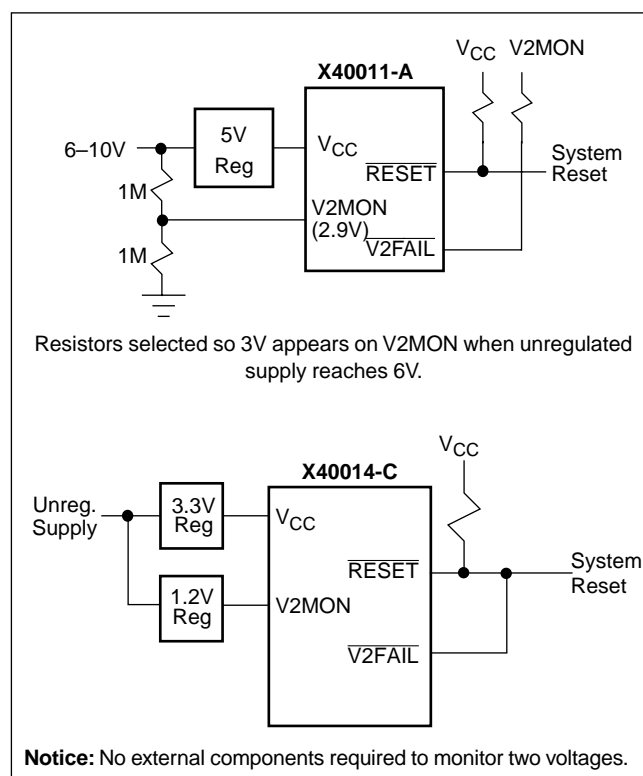 X40011-A
VCC V2MON
6–10V
5V
Reg
VCC
RESET
System
Reset
1M
V2MON
(2.9V)
V2FAIL
1M
Resistors selected so 3V appears on V2MON when unregulated
supply reaches 6V.
VCC
X40014-C
Unreg.
Supply
3.3V
Reg
VCC
RESET
System
Reset
1.2V
Reg
V2MON
V2FAIL
Notice: No external components required to monitor two voltages.